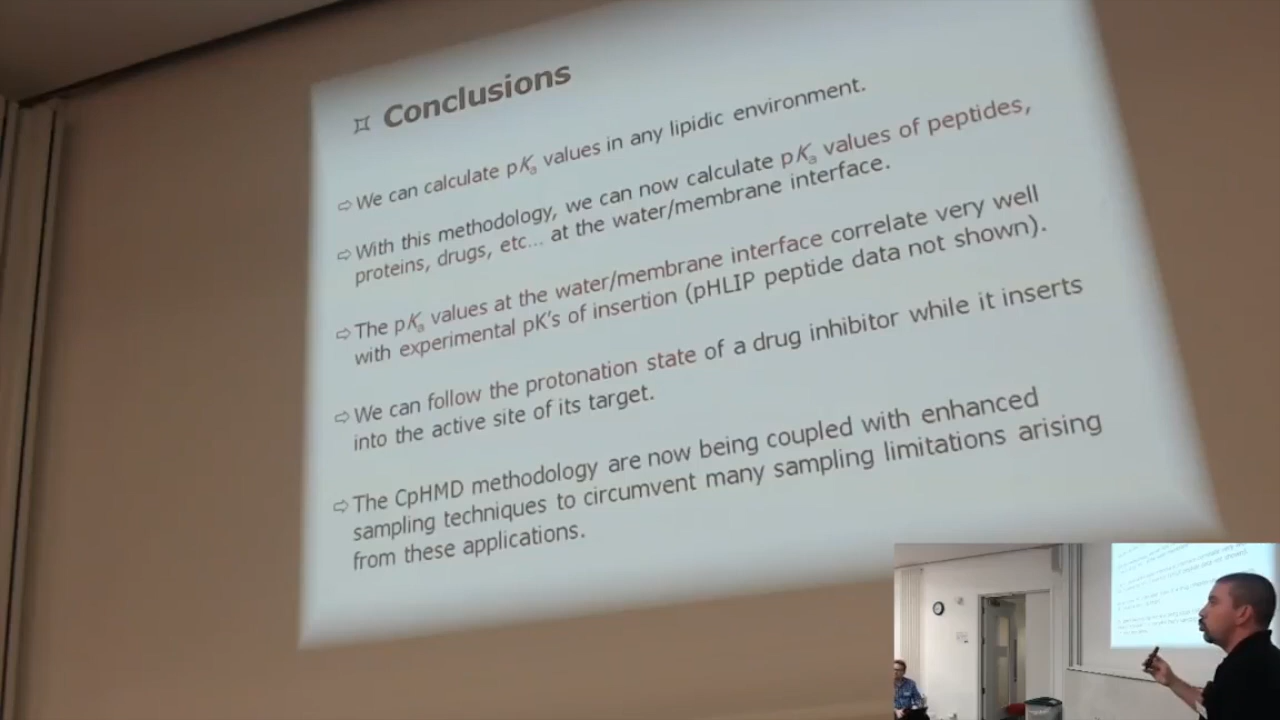 ¤ Conclusions
⇨ We can calculate pKa values in any lipidic environment.
⇨ With this methodology, we can now calculate pKa values of peptides,
proteins, drugs, etc... at the water/membrane interface.
⇨ The pKa values at the water/membrane interface correlate very well
with experimental pK's of insertion (pHLIP peptide data not shown).
⇨ We can follow the protonation state of a drug inhibitor while it inserts
into the active site of its target.
⇨ The CpHMD methodology are now being coupled with enhanced
sampling techniques to circumvent many sampling limitations arising
from these applications.